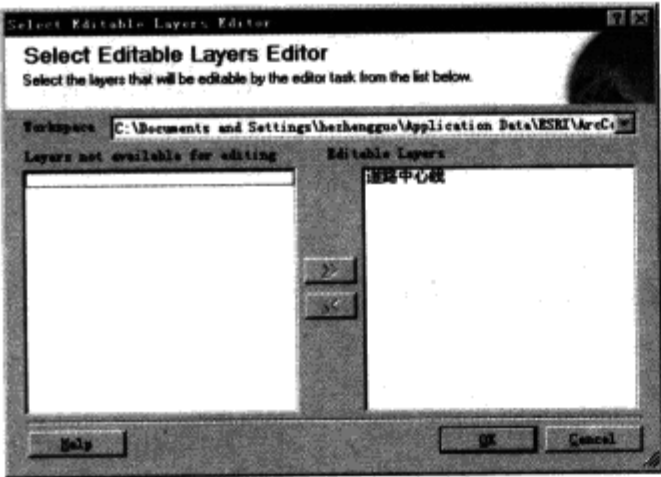 Select Editable Layers Editor
Select Editable Layers Editor
Select the layers that will be editable by the editor task from the list below.
Workspace C:\Documents and Settings\hezhengguo\Application Data\ESRI\ArcC
Layers not available for editing
Editable Layers
道路中心线
>>
<<
Help
OK
Cancel